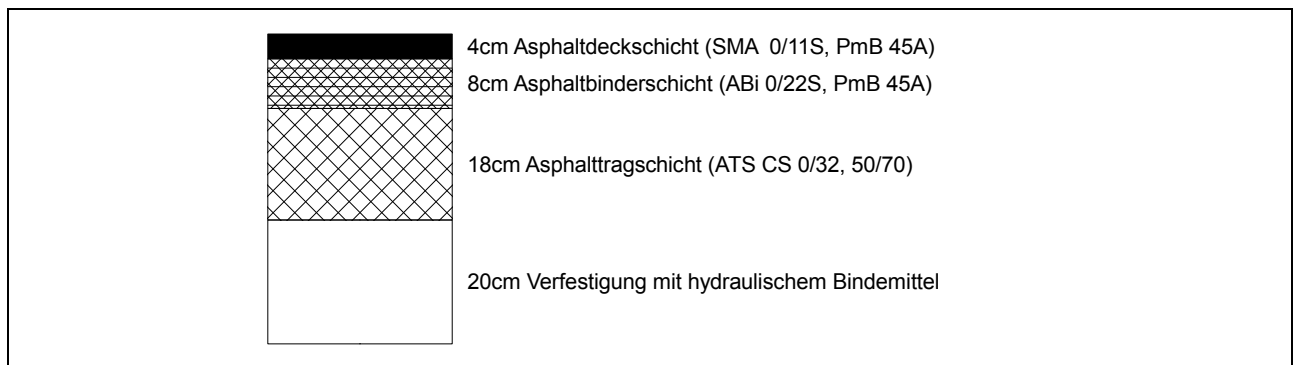 4cm Asphaltdeckschicht (SMA 0/11S, PmB 45A)
8cm Asphaltbinderschicht (ABi 0/22S, PmB 45A)
18cm Asphalttragschicht (ATS CS 0/32, 50/70)
20cm Verfestigung mit hydraulischem Bindemittel